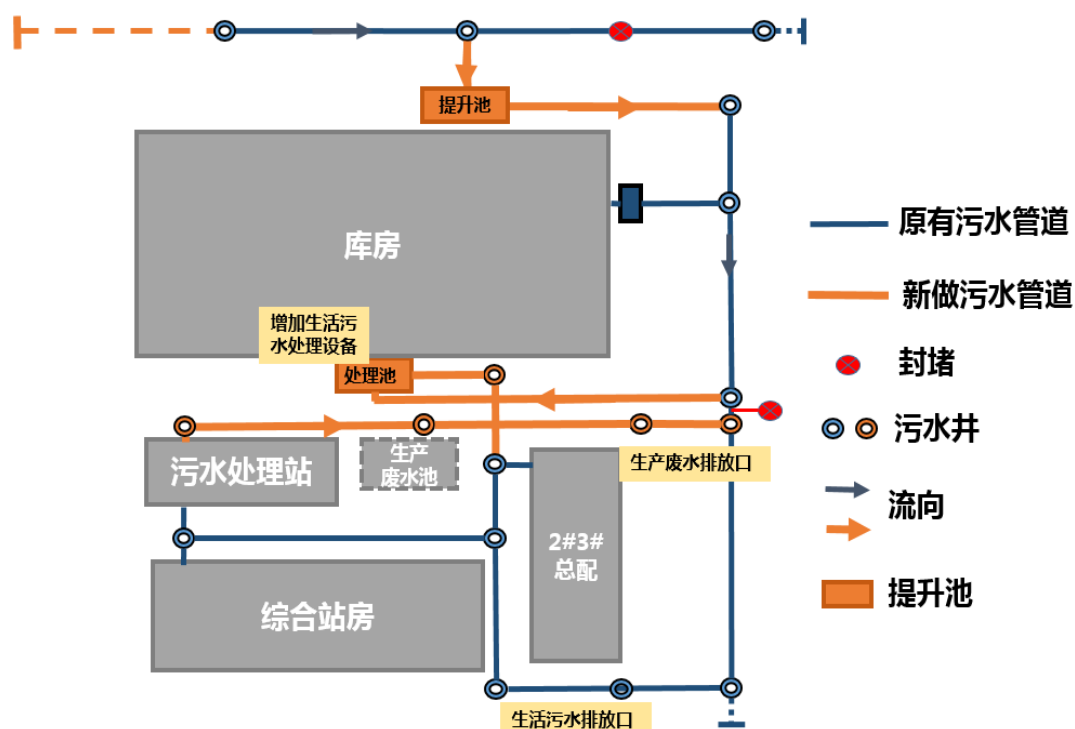 提升池
库房
原有污水管道
新做污水管道
增加生活污
水处理设备
处理池
封堵
污水井
污水处理站
生产
废水池
生产废水排放口
流向
2#3#
总配
提升池
综合站房
生活污水排放口